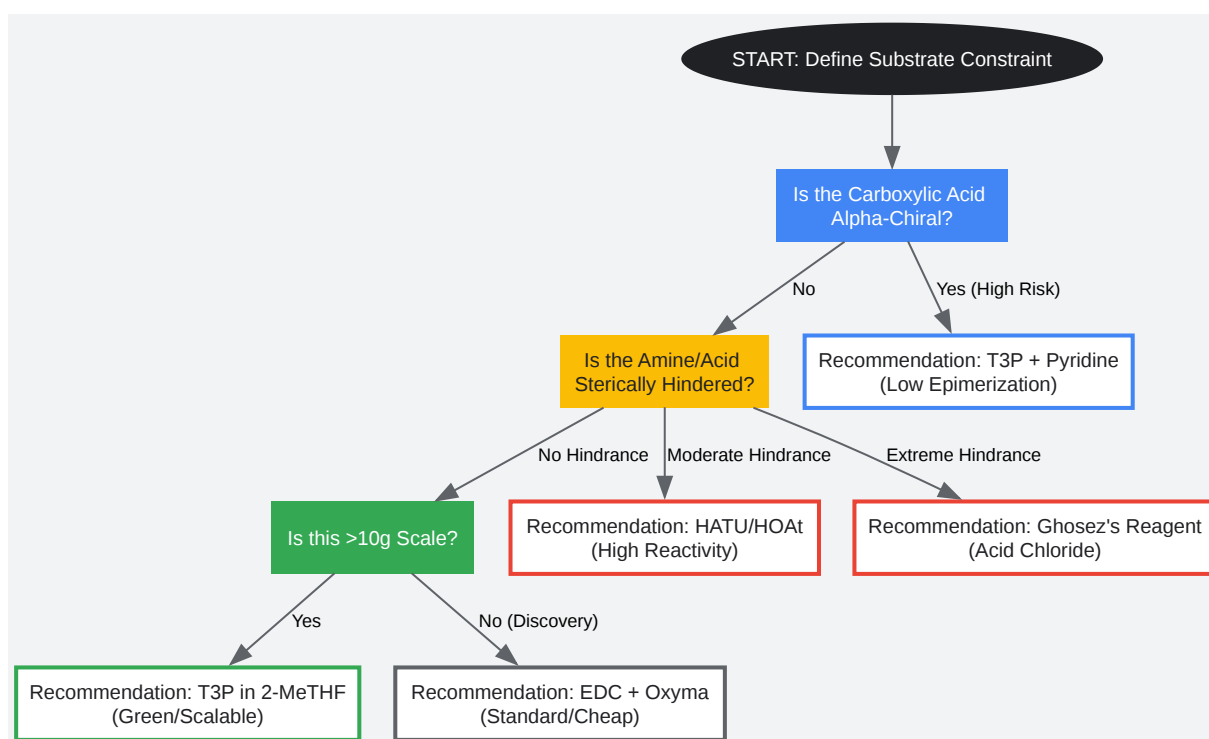 START: Define Substrate Constraint
Is the Carboxylic Acid
Alpha-Chiral?
No
Yes (High Risk)
Is the Amine/Acid
Sterically Hindered?
Recommendation: T3P + Pyridine
(Low Epimerization)
No Hindrance
Moderate Hindrance
Extreme Hindrance
Is this >10g Scale?
Recommendation: HATU/HOAt
(High Reactivity)
Recommendation: Ghosez's Reagent
(Acid Chloride)
Yes
No (Discovery)
Recommendation: T3P in 2-MeTHF
(Green/Scalable)
Recommendation: EDC + Oxyma
(Standard/Cheap)